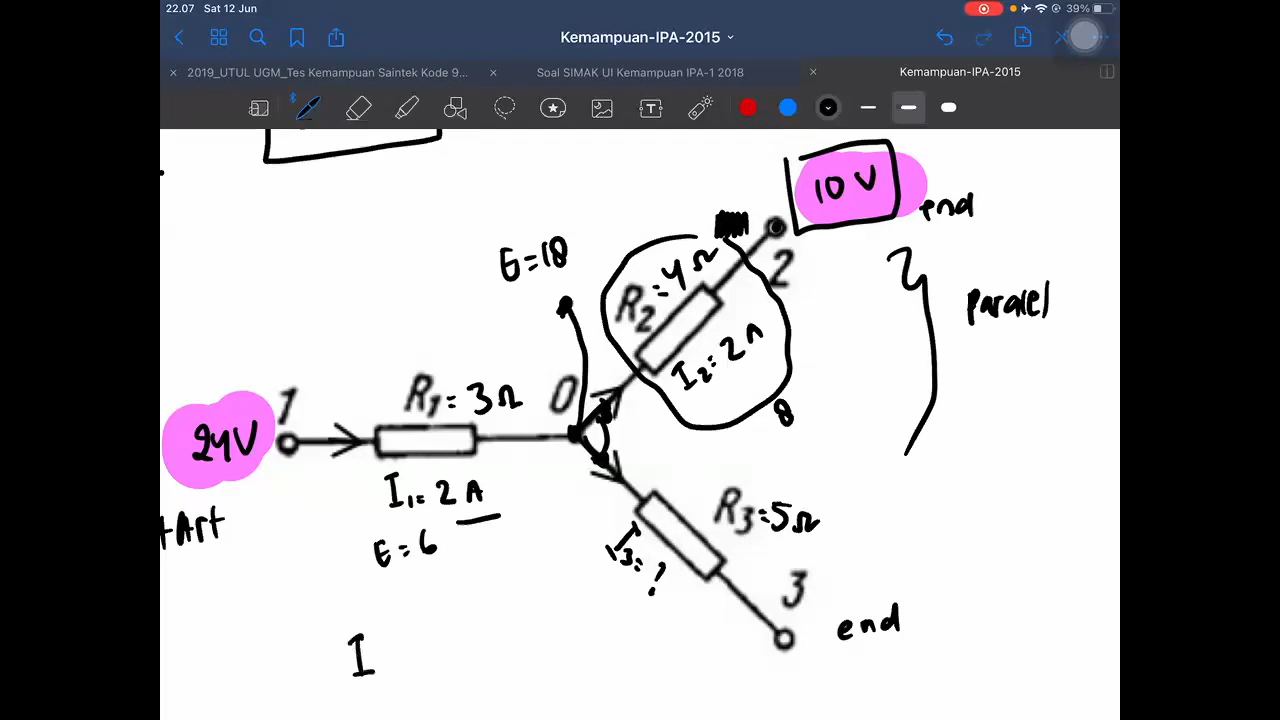 22.07 Sat 12 Jun
39%
Kemampuan-IPA-2015
2019_UTUL UGM_Tes Kemampuan Saintek Kode 9...
Soal SIMAK UI Kemampuan IPA-1 2018
Kemampuan-IPA-2015
10 V
end
E=18
R2=4Ω
2
I2=2A
paralel
8
24V
1
R1=3Ω
0
I1=2A
E=6
tArt
R3=5Ω
I3=?
3
end
I